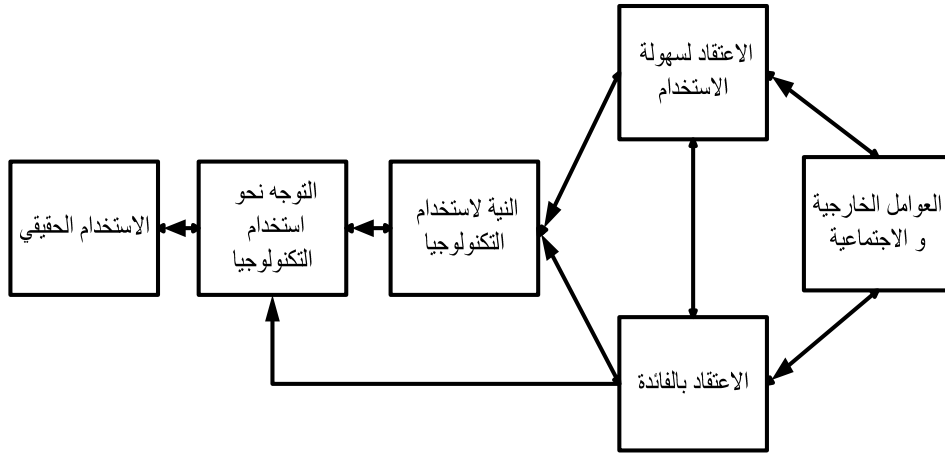 الاعتقاد لسهولة
الاستخدام
العوامل الخارجية
و الاجتماعية
النية لاستخدام
التكنولوجيا
التوجه نحو
استخدام
التكنولوجيا
الاستخدام الحقيقي
الاعتقاد بالفائدة